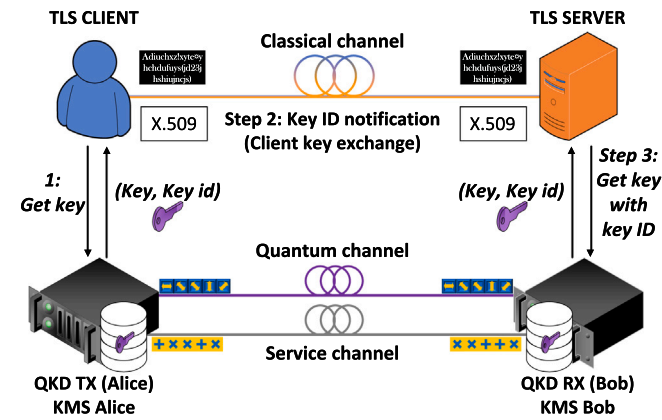 TLS CLIENT
TLS SERVER
Classical channel
Adiuchxz!xyte¤y
hchdufuys(jd23j
hshiujncjs)
Adiuchxz!xyte¤y
hchdufuys(jd23j
hshiujncjs)
X.509
Step 2: Key ID notification
(Client key exchange)
X.509
1:
Get key
(Key, Key id)
(Key, Key id)
Step 3:
Get key
with
key ID
Quantum channel
Service channel
QKD TX (Alice)
KMS Alice
QKD RX (Bob)
KMS Bob